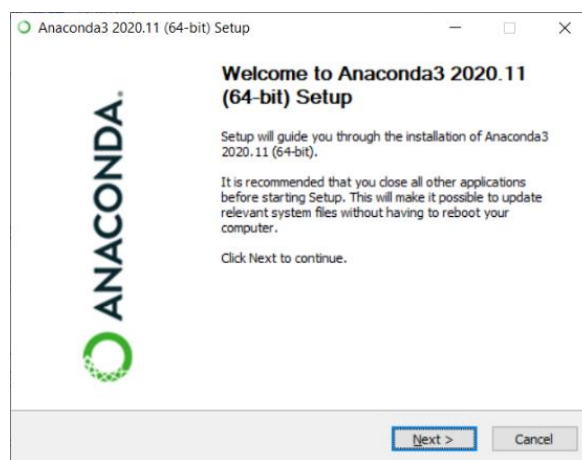 Anaconda3 2020.11 (64-bit) Setup
ANACONDA.
Welcome to Anaconda3 2020.11
(64-bit) Setup
Setup will guide you through the installation of Anaconda3
2020.11 (64-bit).
It is recommended that you close all other applications
before starting Setup. This will make it possible to update
relevant system files without having to reboot your
computer.
Click Next to continue.
Next >
Cancel